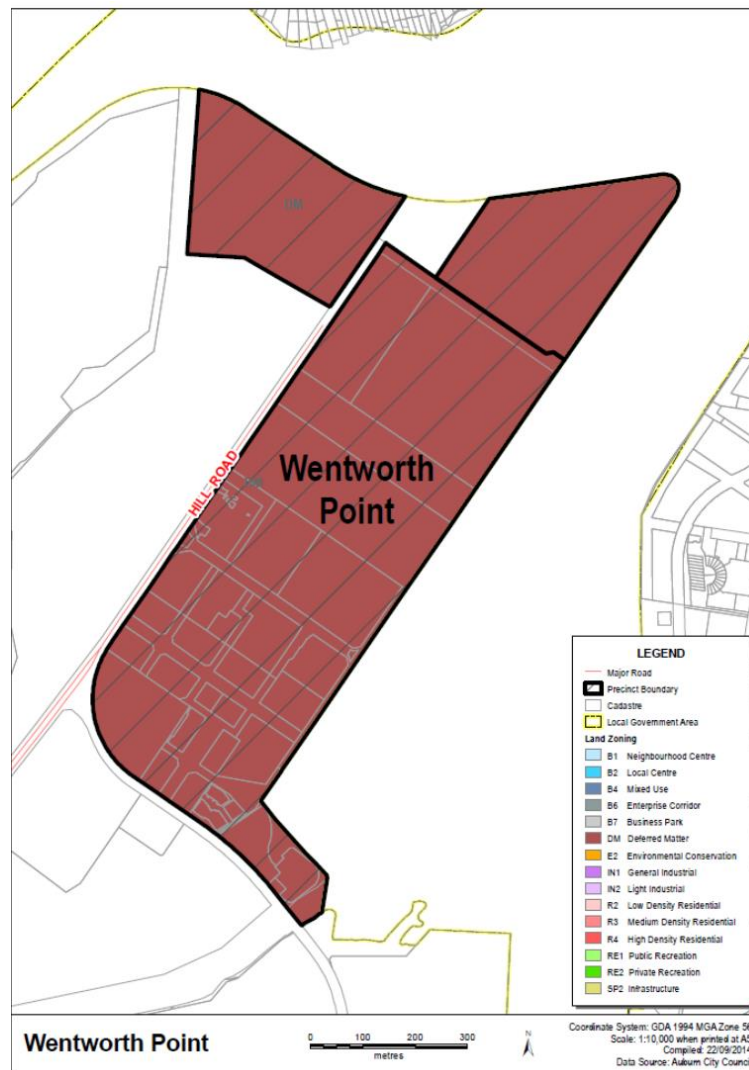 DM
HILL ROAD
Wentworth
Point
LEGEND
Major Road
Precinct Boundary
Cadastre
Local Government Area
Land Zoning
B1 Neighbourhood Centre
B2 Local Centre
B4 Mixed Use
B6 Enterprise Corridor
B7 Business Park
DM Deferred Matter
E2 Environmental Conservation
IN1 General Industrial
IN2 Light Industrial
R2 Low Density Residential
R3 Medium Density Residential
R4 High Density Residential
RE1 Public Recreation
RE2 Private Recreation
SP2 Infrastructure
Wentworth Point
0 100 200 300
metres
N
Coordinate System: GDA 1994 MGA Zone 56
Scale: 1:10,000 when printed at A5
Compiled: 22/09/2014
Data Source: Auburn City Council